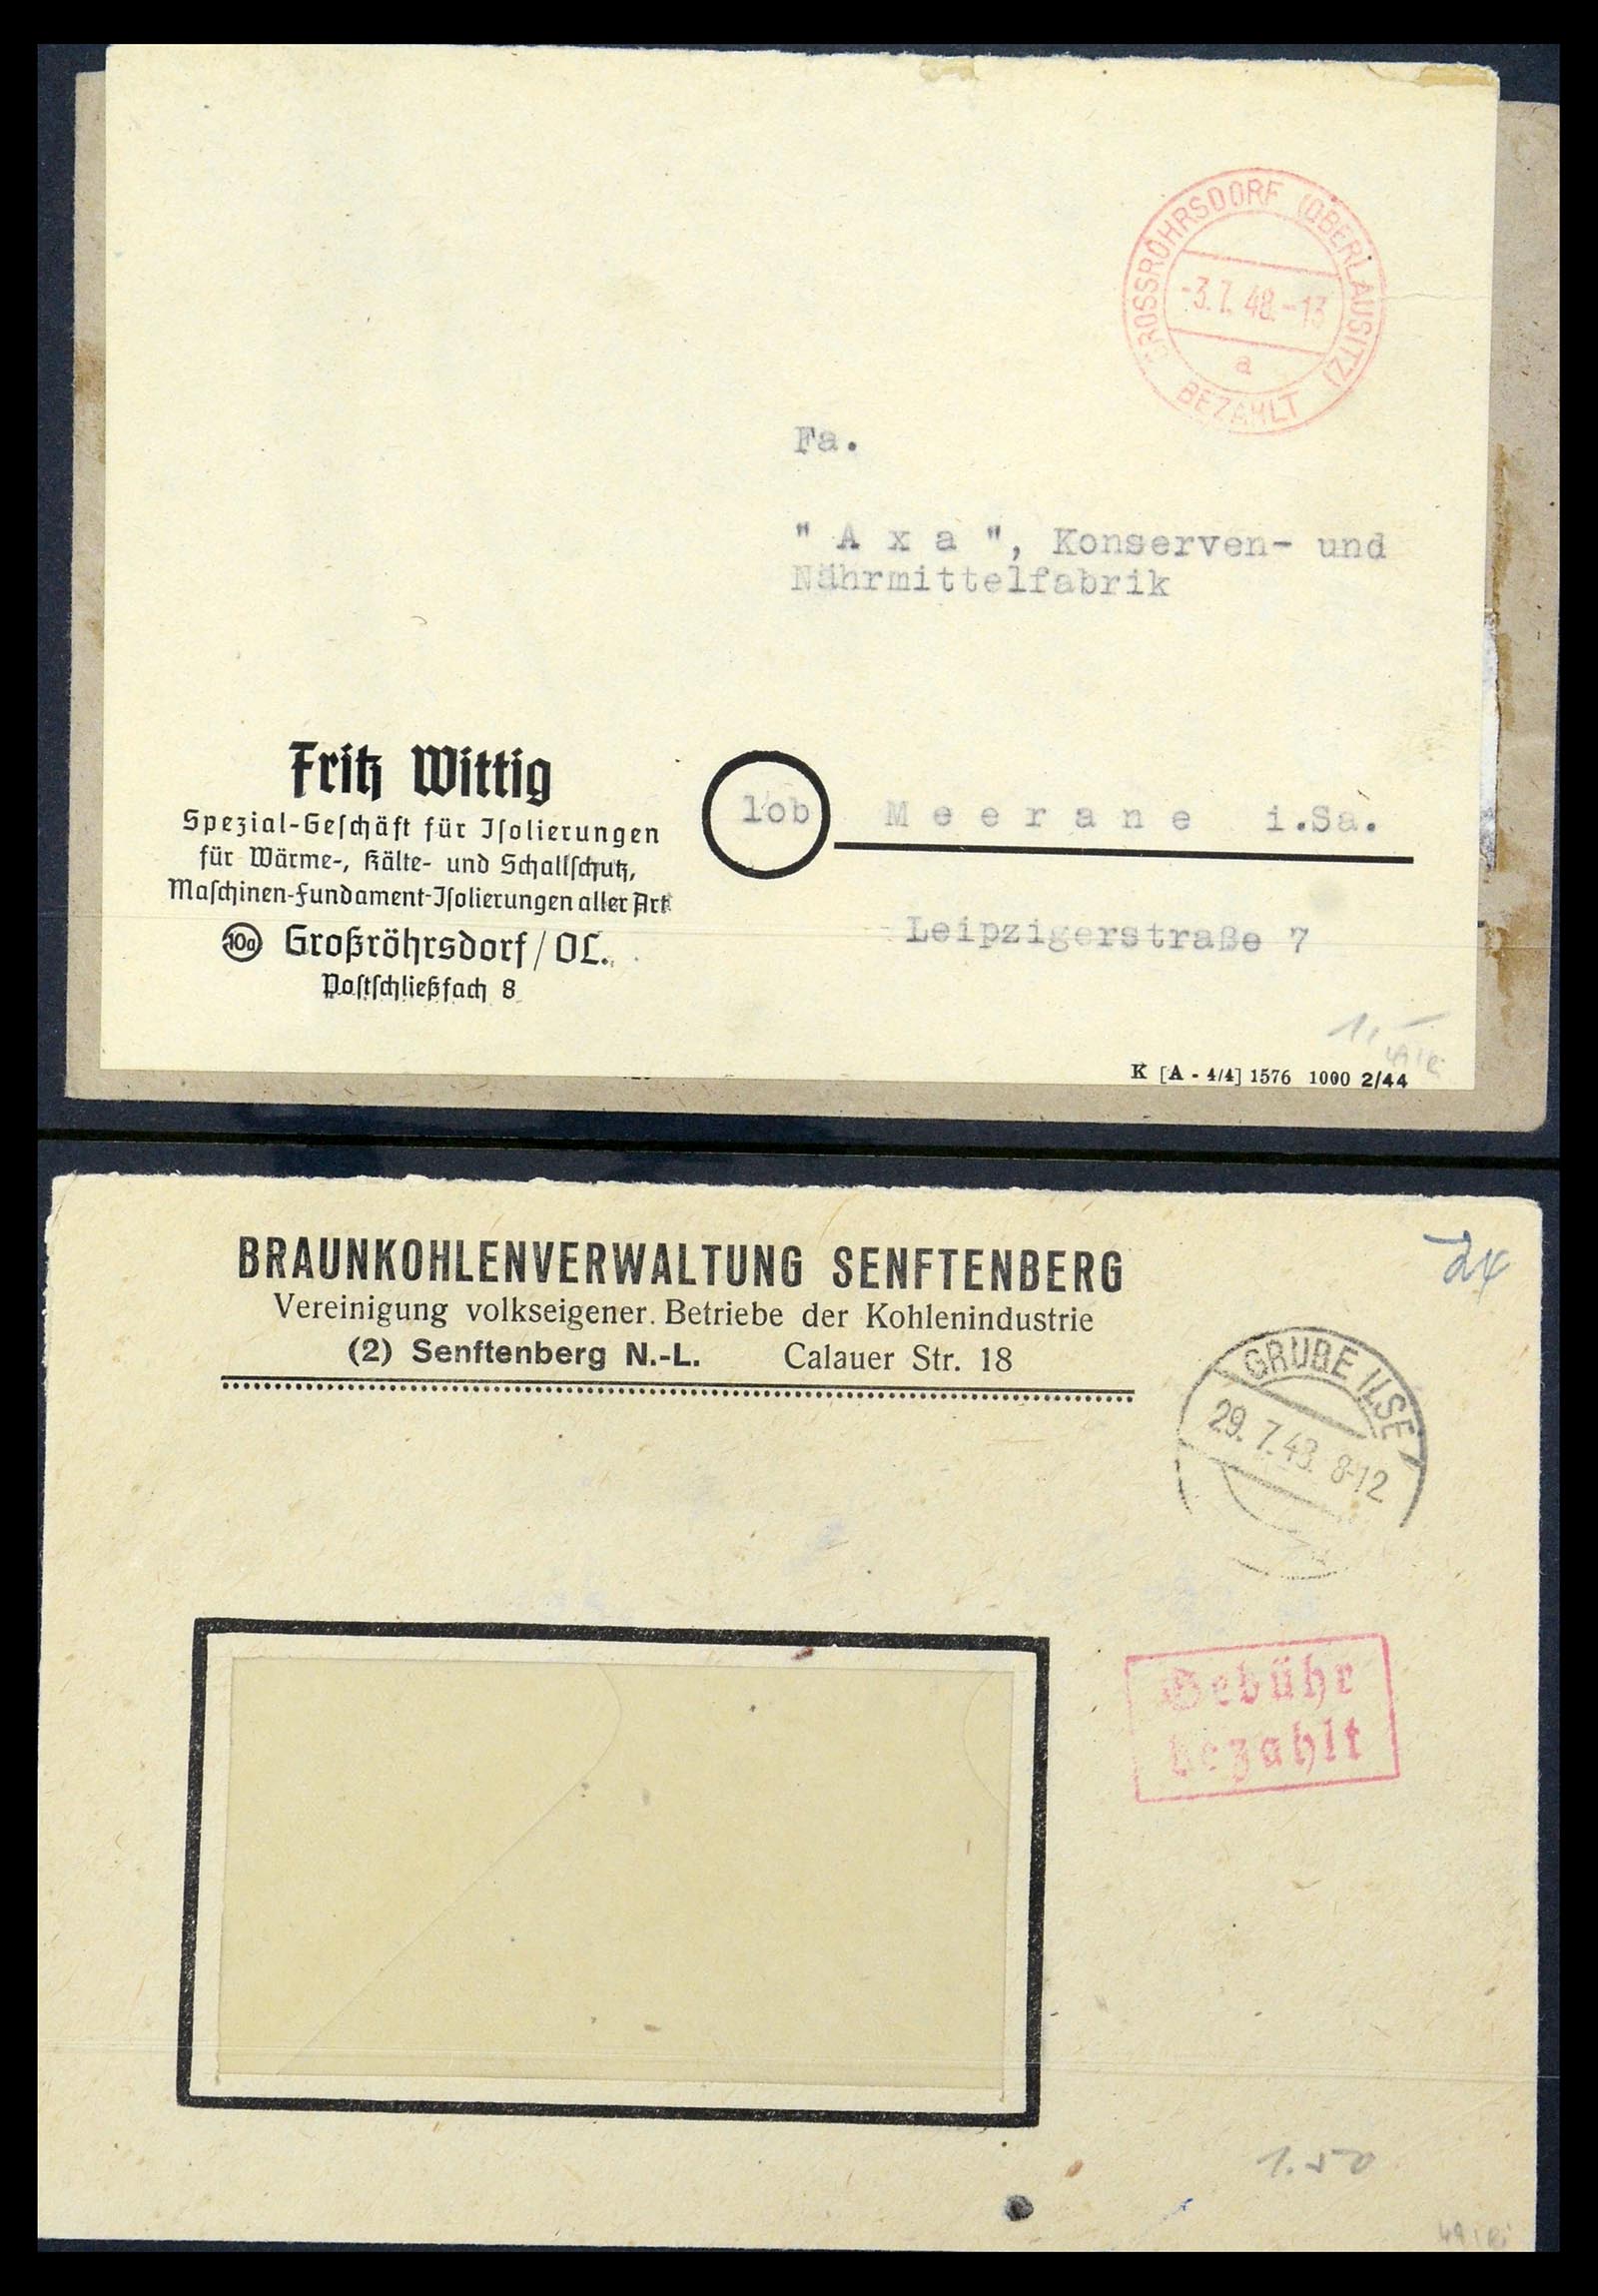 GROSSRÖHRSDORF (OBERLAUSITZ)
-3.7.48.-13
a
BEZAHLT
Fa.
" A x a ", Konserven- und
Nährmittelfabrik
Fritz Wittig
Spezial-Geschäft für Isolierungen
für Wärme-, Kälte- und Schallschutz,
Maschinen-Fundament-Isolierungen aller Art
10a Großröhrsdorf / OL.
Postschließfach 8
10b M e e r a n e i.Sa.
Leipzigerstraße 7
1,-
K [A - 4/4] 1576 1000 2/44
BRAUNKOHLENVERWALTUNG SENFTENBERG
Vereinigung volkseigener Betriebe der Kohlenindustrie
(2) Senftenberg N.-L. Calauer Str. 18
24
GRUBE ILSE
29.7.48. 8-12
Gebühr
bezahlt
1.50